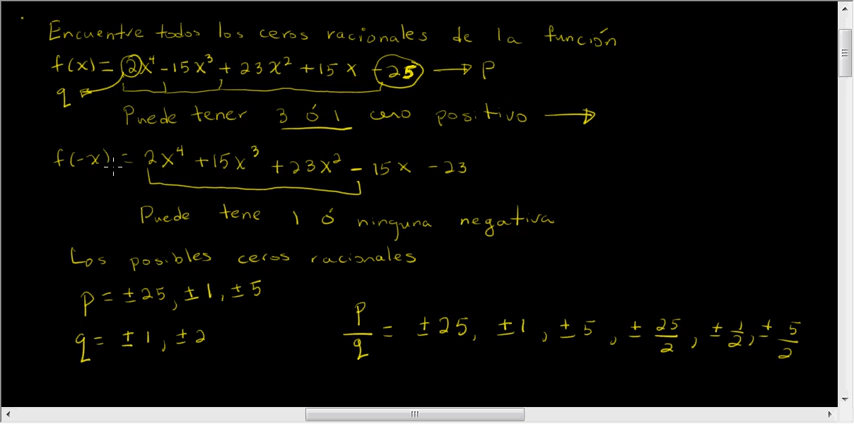 Encuentre todos los ceros racionales de la función
f(x) = 2x⁴ - 15x³ + 23x² + 15x - 25 → P
q
Puede tener 3 ó 1 cero positivo →
f(-x) = 2x⁴ + 15x³ + 23x² - 15x - 23
Puede tene 1 ó ninguna negativa
Los posibles ceros racionales
p = ±25, ±1, ±5
q = ±1, ±2
p/q = ±25, ±1, ±5, ±25/2, ±1/2, ±5/2